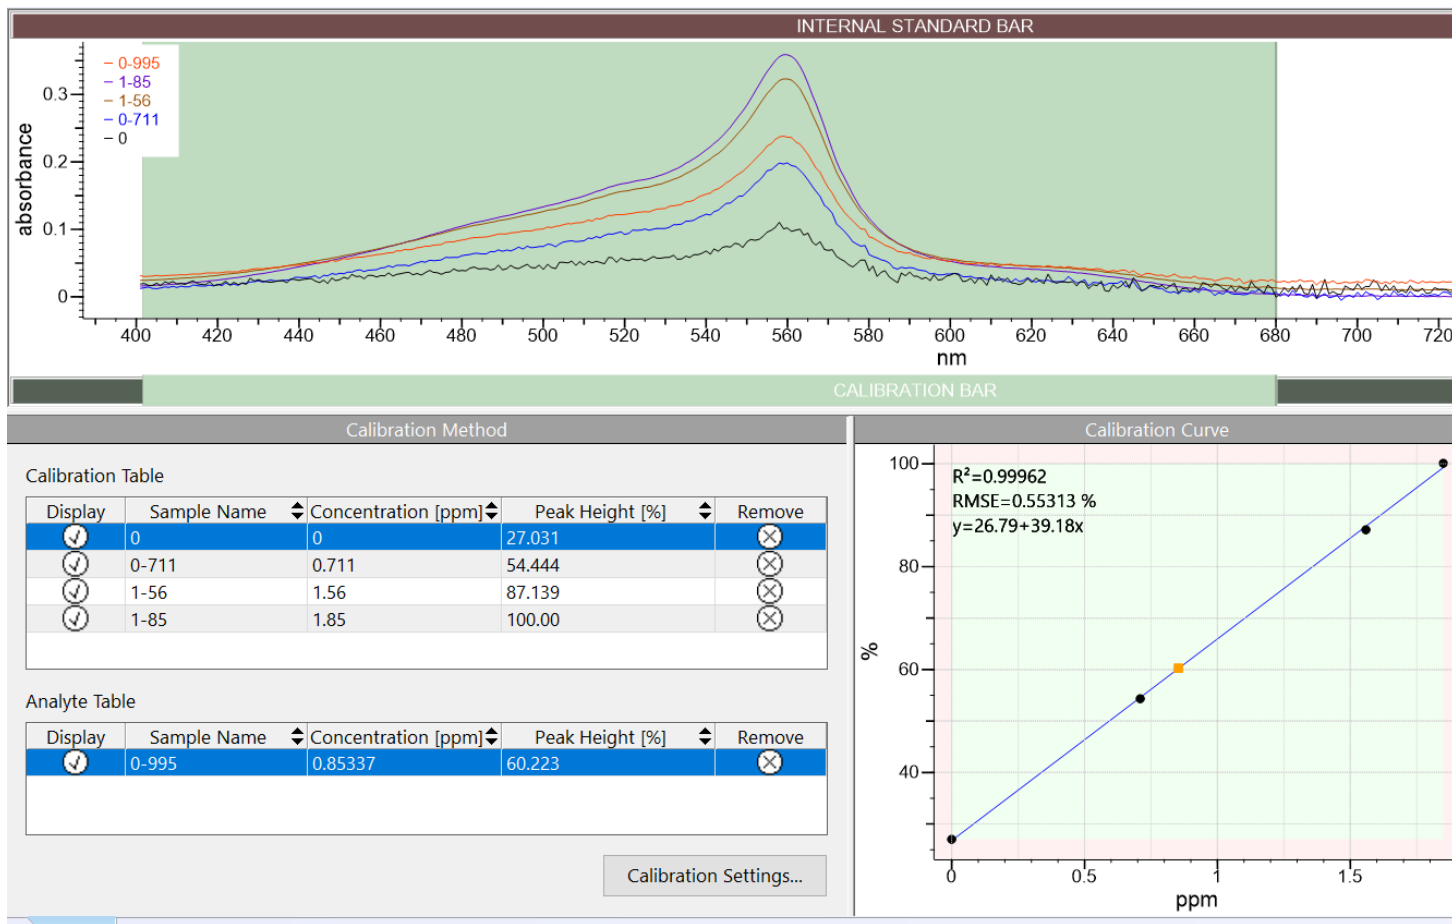 INTERNAL STANDARD BAR
0-995
1-85
1-56
0-711
0
absorbance
0.3
0.2
0.1
0
400 420 440 460 480 500 520 540 560 580 600 620 640 660 680 700 720
nm
CALIBRATION BAR
Calibration Method
Calibration Table
Display Sample Name Concentration [ppm] Peak Height [%] Remove
0 0 27.031
0-711 0.711 54.444
1-56 1.56 87.139
1-85 1.85 100.00
Analyte Table
Display Sample Name Concentration [ppm] Peak Height [%] Remove
0-995 0.85337 60.223
Calibration Settings...
Calibration Curve
R²=0.99962
RMSE=0.55313 %
y=26.79+39.18x
100
80
60
40
%
0 0.5 1 1.5
ppm